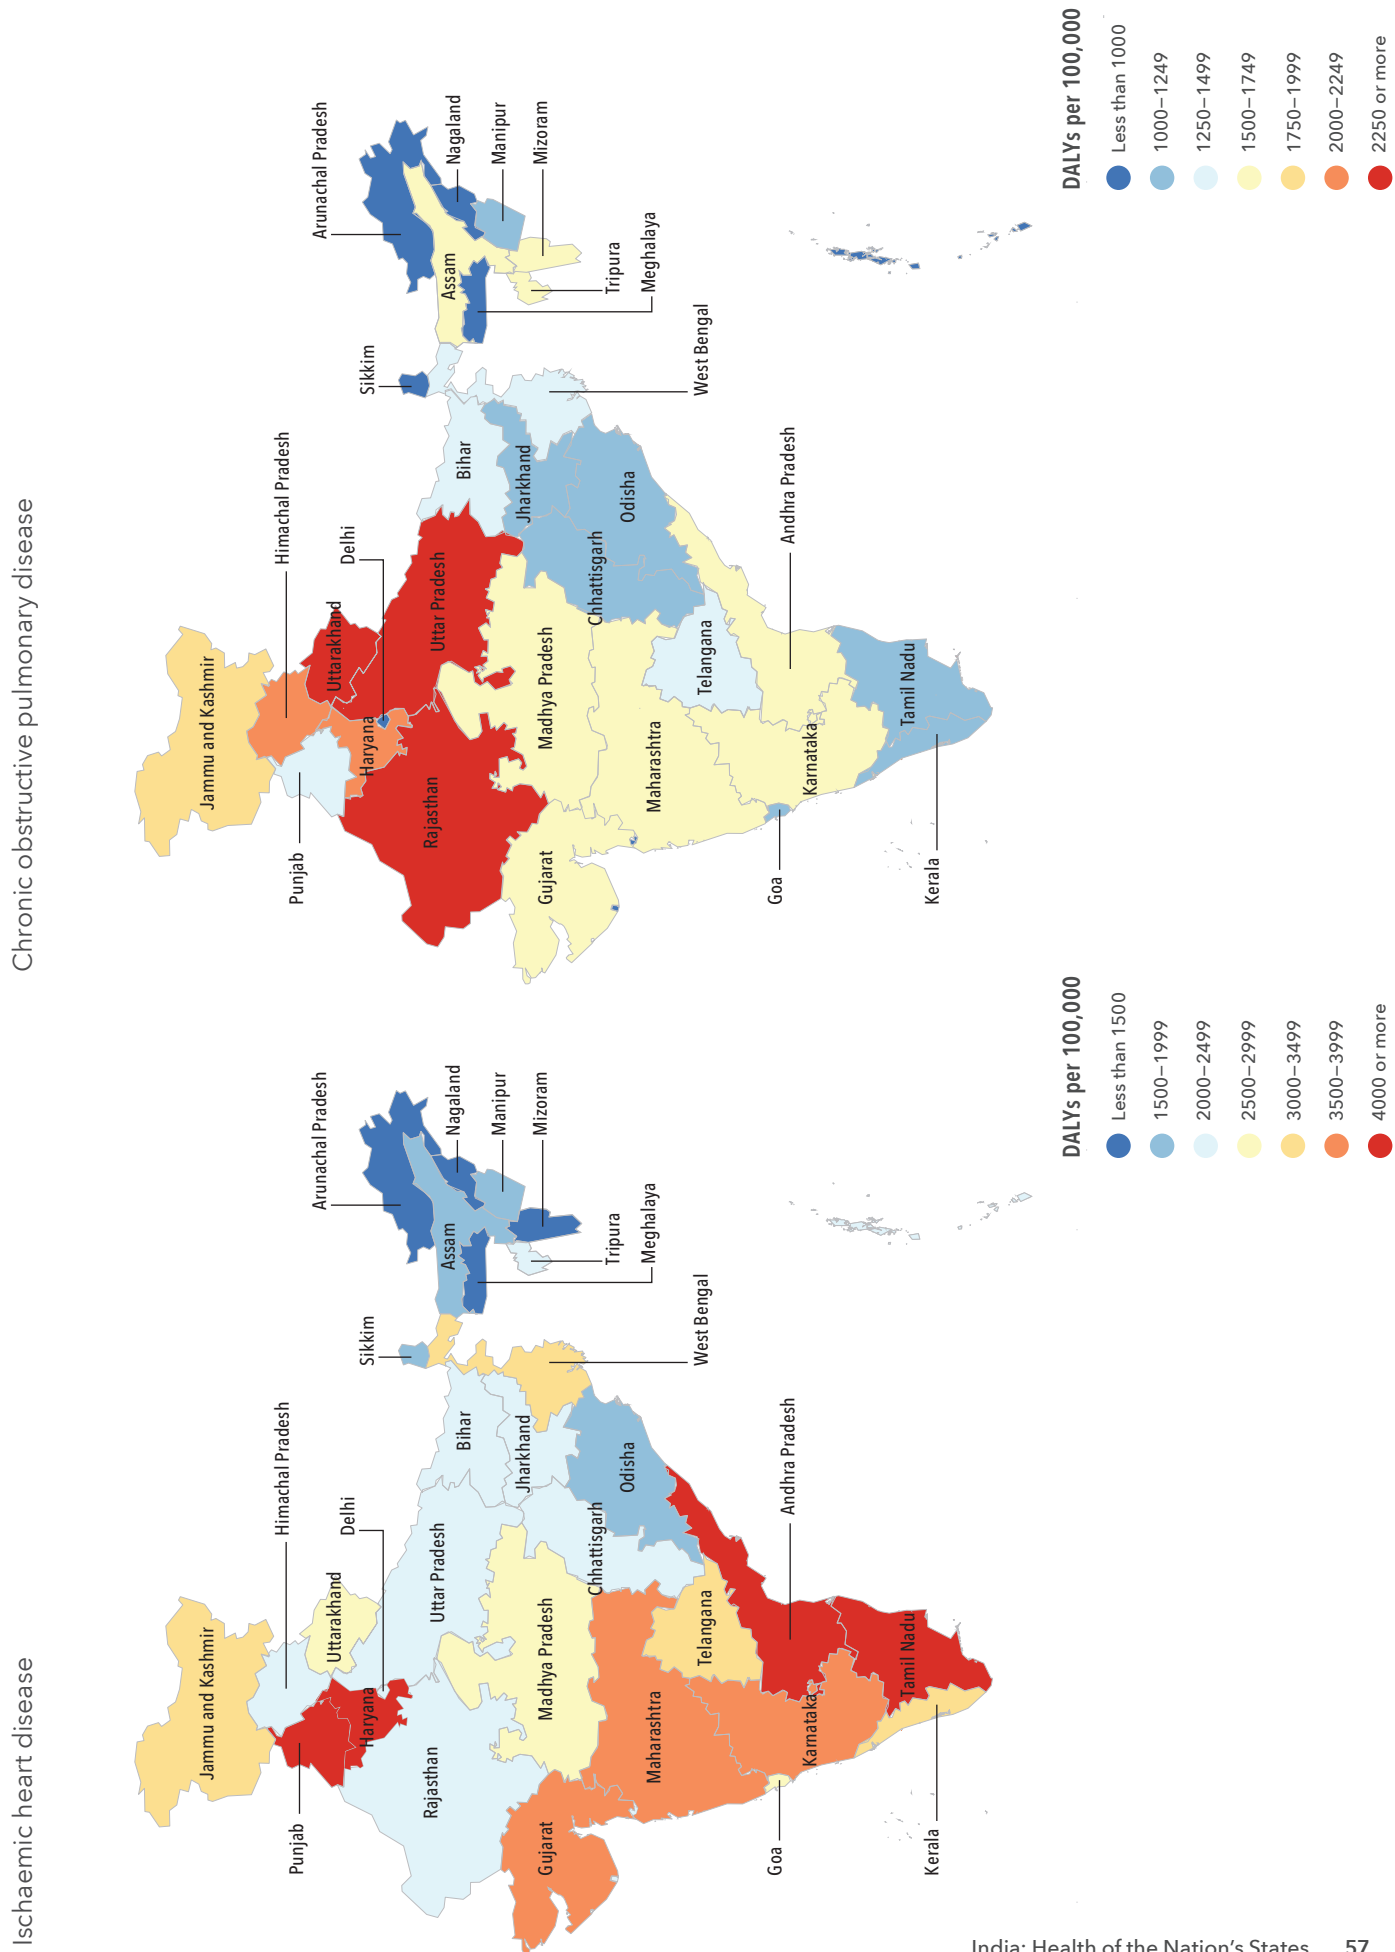 Ischaemic heart disease
Jammu and Kashmir
Himachal Pradesh
Punjab
Uttarakhand
Delhi
Haryana
Rajasthan
Uttar Pradesh
Bihar
Sikkim
Arunachal Pradesh
Assam
Nagaland
Manipur
Mizoram
Tripura
Meghalaya
West Bengal
Jharkhand
Odisha
Chhattisgarh
Madhya Pradesh
Gujarat
Maharashtra
Telangana
Andhra Pradesh
Karnataka
Goa
Tamil Nadu
Kerala
DALYs per 100,000
Less than 1500
1500–1999
2000–2499
2500–2999
3000–3499
3500–3999
4000 or more
Chronic obstructive pulmonary disease
Jammu and Kashmir
Himachal Pradesh
Punjab
Uttarakhand
Delhi
Haryana
Rajasthan
Uttar Pradesh
Bihar
Sikkim
Arunachal Pradesh
Assam
Nagaland
Manipur
Mizoram
Tripura
Meghalaya
West Bengal
Jharkhand
Odisha
Chhattisgarh
Madhya Pradesh
Gujarat
Maharashtra
Telangana
Andhra Pradesh
Karnataka
Goa
Tamil Nadu
Kerala
DALYs per 100,000
Less than 1000
1000–1249
1250–1499
1500–1749
1750–1999
2000–2249
2250 or more
India: Health of the Nation's States 57